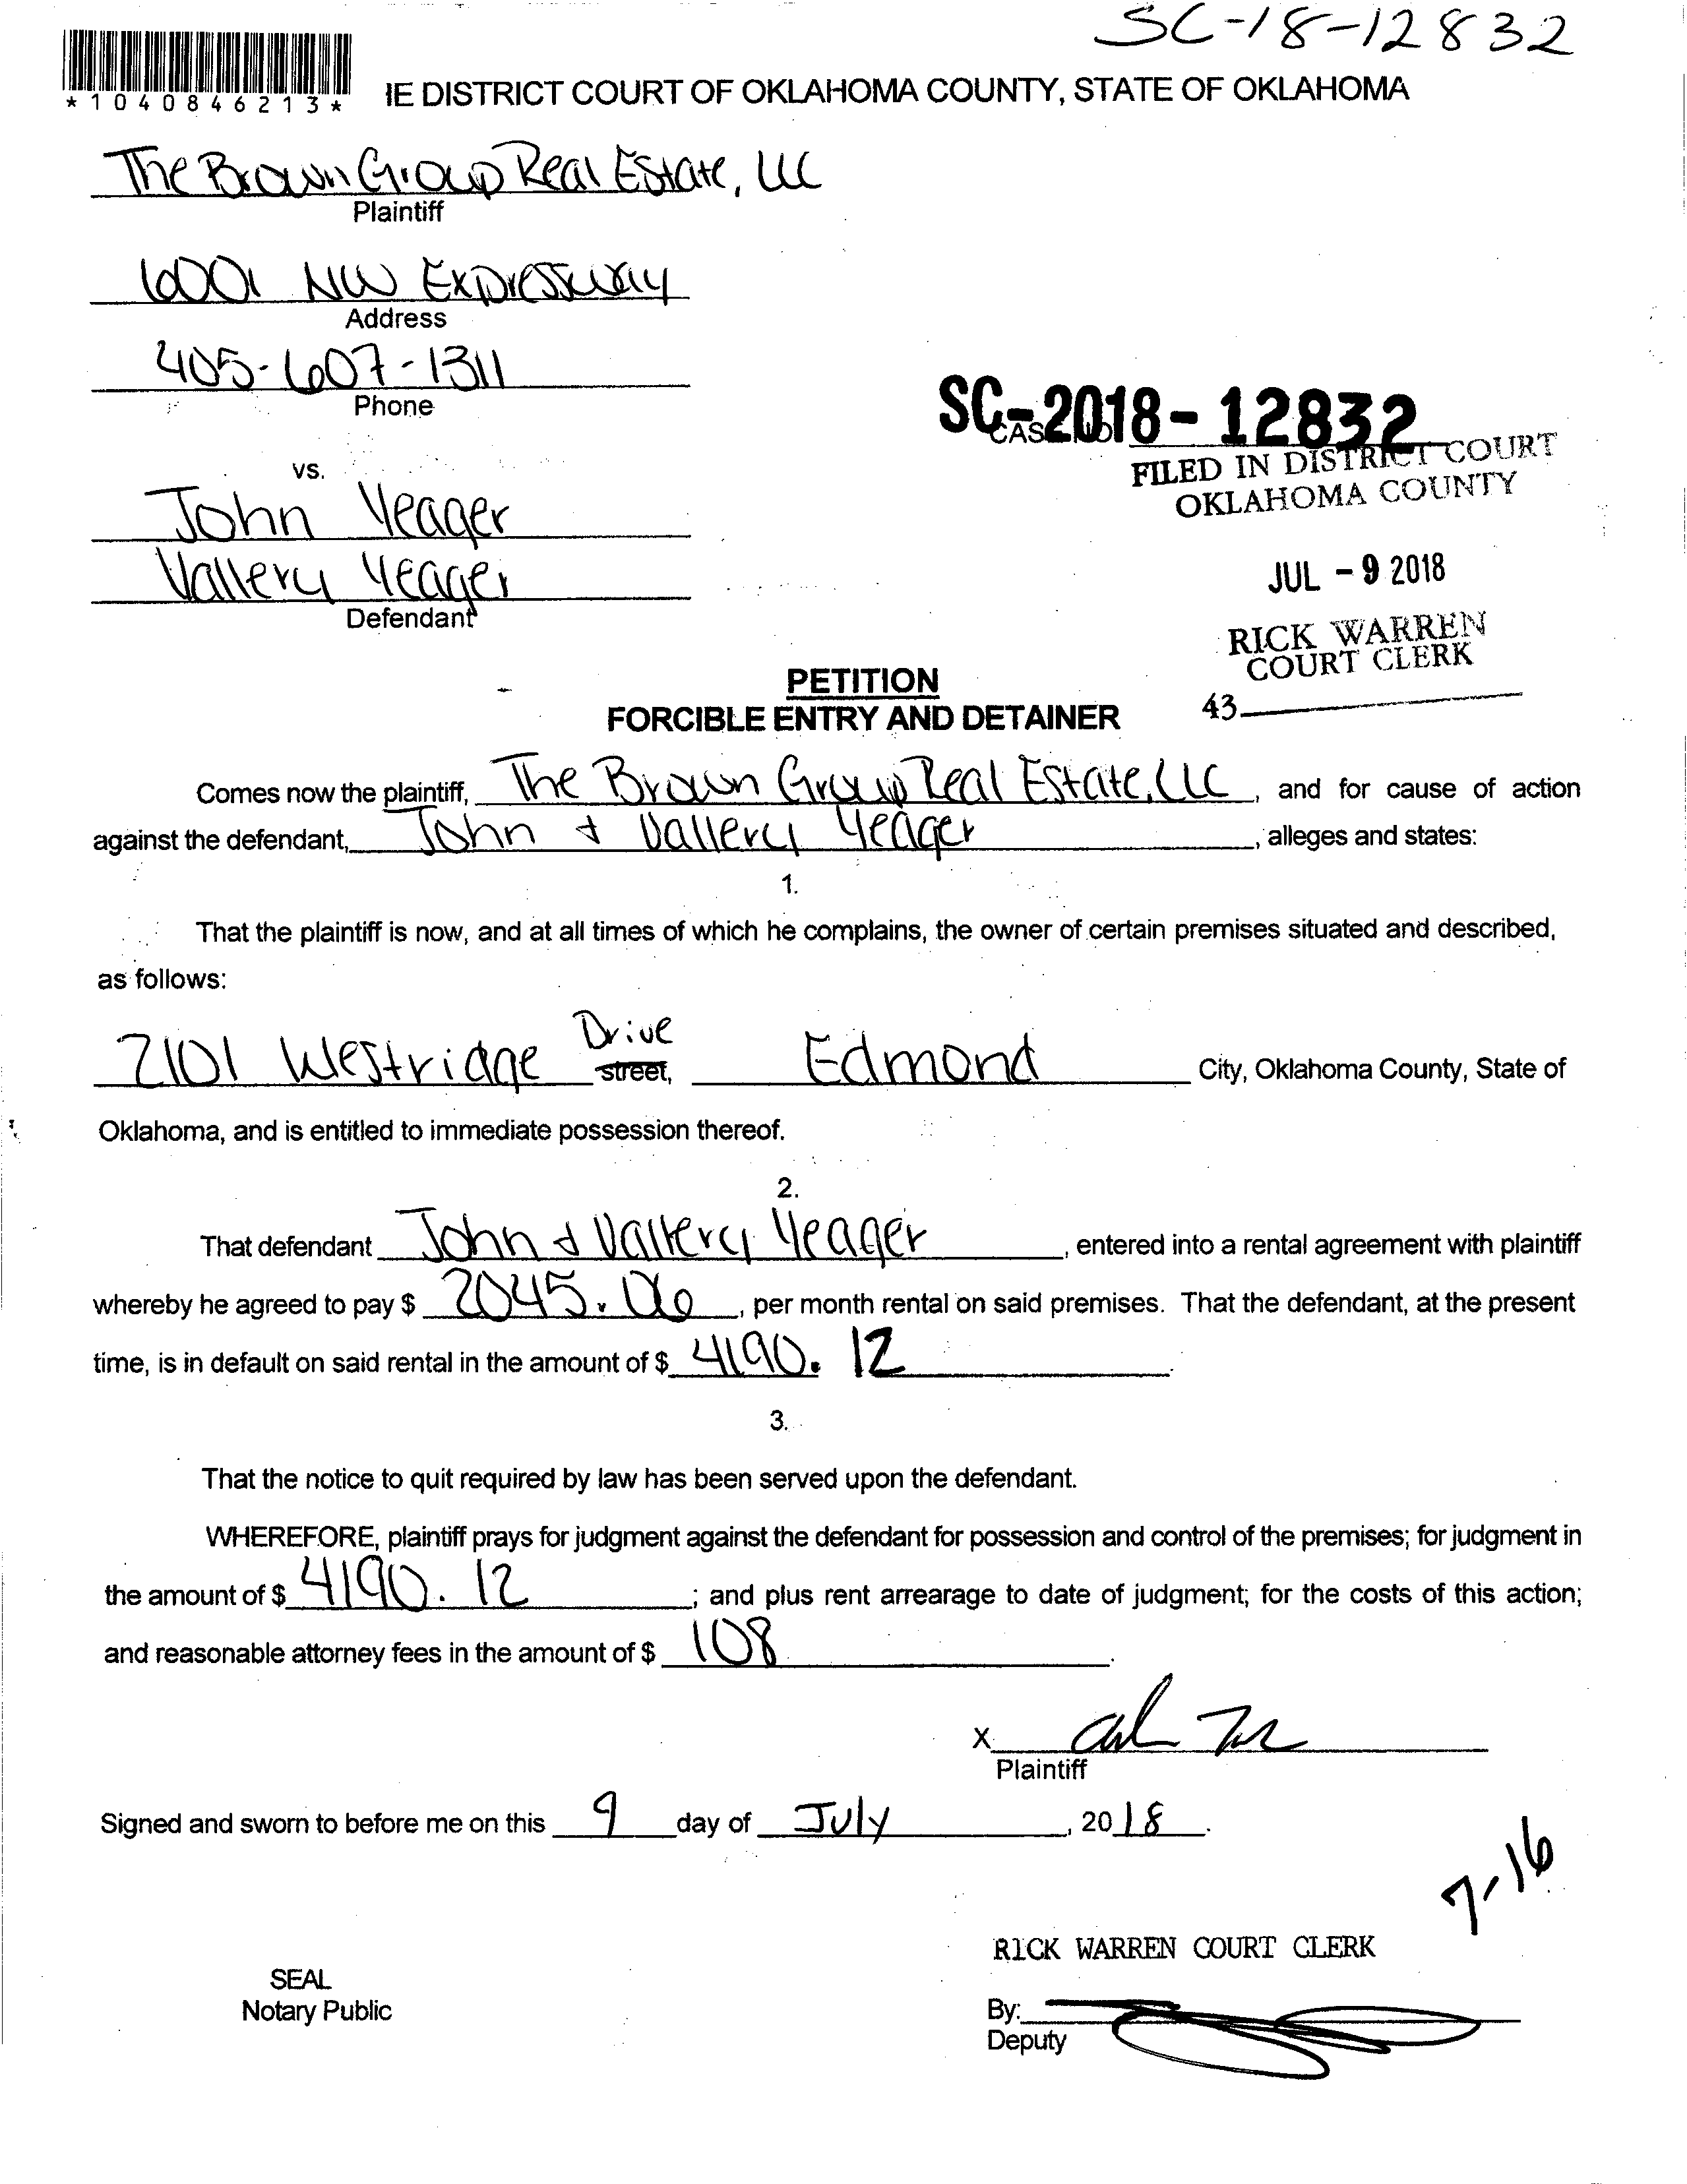 SC-18-12832
*1040846213*
IE DISTRICT COURT OF OKLAHOMA COUNTY, STATE OF OKLAHOMA
The Brown Group Real Estate, LLC
Plaintiff
6001 NW Expressway
Address
405-607-1311
Phone
SC-2018-12832
CAS
FILED IN DISTRICT COURT
OKLAHOMA COUNTY
vs.
John Yeager
Vallery Yeager
Defendant
JUL - 9 2018
RICK WARREN
COURT CLERK
43
PETITION
FORCIBLE ENTRY AND DETAINER
Comes now the plaintiff, The Brown Group Real Estate, LLC, and for cause of action
against the defendant, John & Vallery Yeager, alleges and states:
1.
That the plaintiff is now, and at all times of which he complains, the owner of certain premises situated and described,
as follows:
Drive
2101 Westridge street, Edmond City, Oklahoma County, State of
Oklahoma, and is entitled to immediate possession thereof.
2.
That defendant John & Vallery Yeager, entered into a rental agreement with plaintiff
whereby he agreed to pay $ 2045.06, per month rental on said premises. That the defendant, at the present
time, is in default on said rental in the amount of $ 4190.12.
3.
That the notice to quit required by law has been served upon the defendant.
WHEREFORE, plaintiff prays for judgment against the defendant for possession and control of the premises; for judgment in
the amount of $ 4190.12; and plus rent arrearage to date of judgment; for the costs of this action;
and reasonable attorney fees in the amount of $ 108.
X
Plaintiff
Signed and sworn to before me on this 9 day of July, 2018.
7-16
RICK WARREN COURT CLERK
SEAL
Notary Public
By:
Deputy